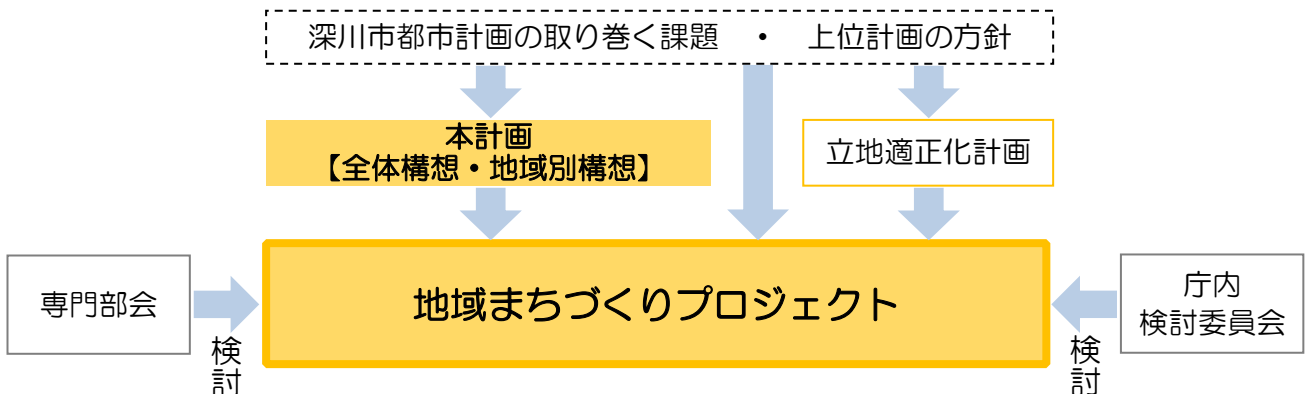 深川市都市計画の取り巻く課題 ・ 上位計画の方針
本計画
【全体構想・地域別構想】
立地適正化計画
専門部会
検討
地域まちづくりプロジェクト
検討
庁内
検討委員会